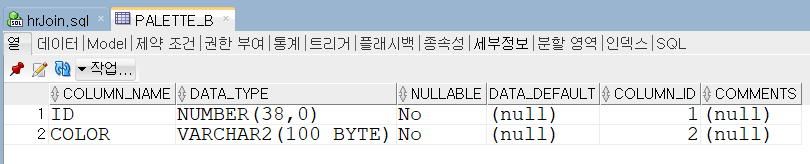 hrJoin.sql PALETTE_B
열 데이터 Model 제약 조건 권한 부여 통계 트리거 플래시백 종속성 세부정보 분할 영역 인덱스 SQL
작업...
COLUMN_NAME DATA_TYPE NULLABLE DATA_DEFAULT COLUMN_ID COMMENTS
1 ID NUMBER(38,0) No (null) 1 (null)
2 COLOR VARCHAR2(100 BYTE) No (null) 2 (null)